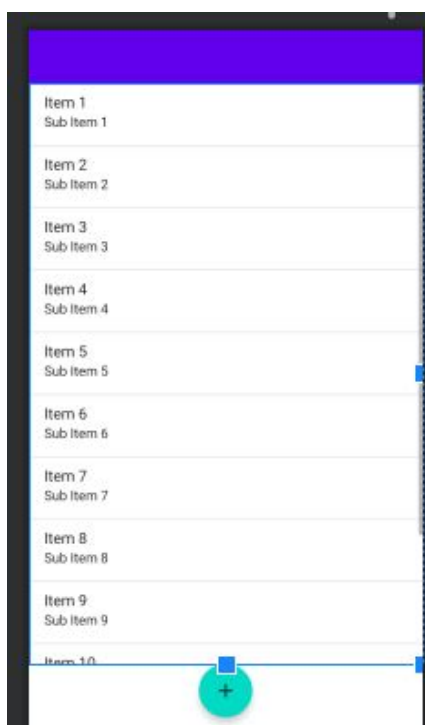 Item 1
Sub Item 1
Item 2
Sub Item 2
Item 3
Sub Item 3
Item 4
Sub Item 4
Item 5
Sub Item 5
Item 6
Sub Item 6
Item 7
Sub Item 7
Item 8
Sub Item 8
Item 9
Sub Item 9
Item 10
+